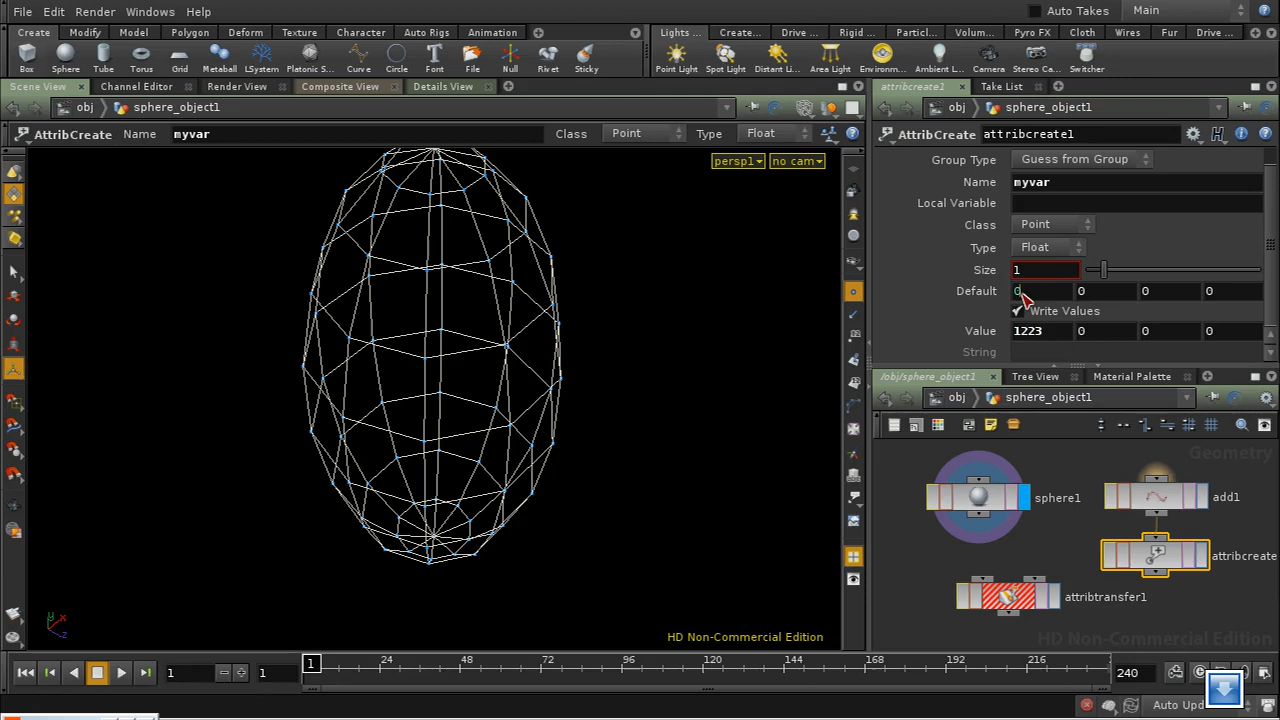 File Edit Render Windows Help Auto Takes Main
Create Modify Model Polygon Deform Texture Character Auto Rigs Animation Lights ... Create... Drive ... Rigid ... Particl... Volum... Pyro FX Cloth Wires Fur Drive ...
Box Sphere Tube Torus Grid Metaball LSystem Platonic S... Curve Circle Font File Null Rivet Sticky Point Light Spot Light Distant Li... Area Light Environm... Ambient L... Camera Stereo Ca... Switcher
Scene View Channel Editor Render View Composite View Details View attribcreate1 Take List
obj sphere_object1 obj sphere_object1
AttribCreate Name myvar Class Point Type Float AttribCreate attribcreate1
persp1 no cam
Group Type Guess from Group
Name myvar
Local Variable
Class Point
Type Float
Size 1
Default 0 0 0 0
Write Values
Value 1223 0 0 0
String
/obj/sphere_object1 Tree View Material Palette
obj sphere_object1
Geometry
sphere1 add1
attribcreate
attribtransfer1
HD Non-Commercial Edition HD Non-Commercial Edition
y x z
1 1 1 24 48 72 96 120 144 168 192 216 240
Auto Up